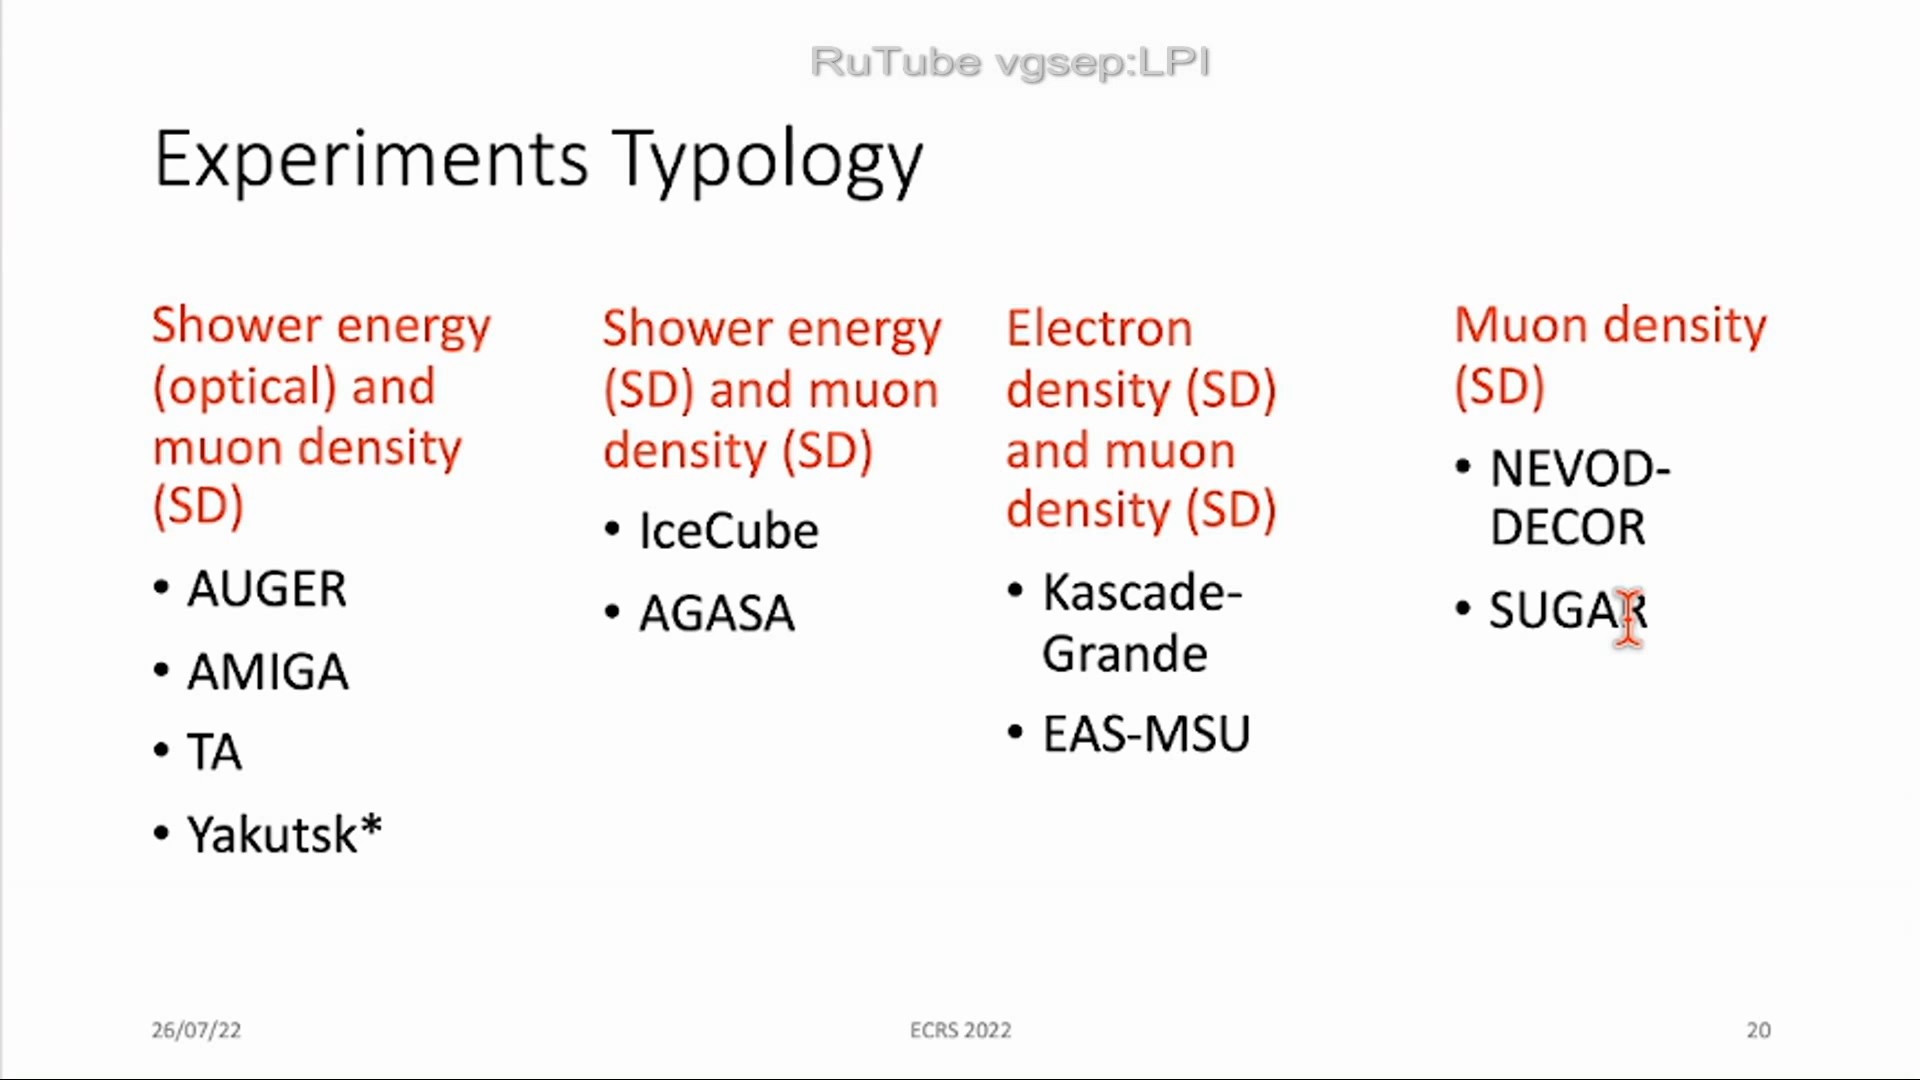 RuTube vgsep:LPI
Experiments Typology
Shower energy
(optical) and
muon density
(SD)
• AUGER
• AMIGA
• TA
• Yakutsk*
Shower energy
(SD) and muon
density (SD)
• IceCube
• AGASA
Electron
density (SD)
and muon
density (SD)
• Kascade-
Grande
• EAS-MSU
Muon density
(SD)
• NEVOD-
DECOR
• SUGAR
26/07/22
ECRS 2022
20